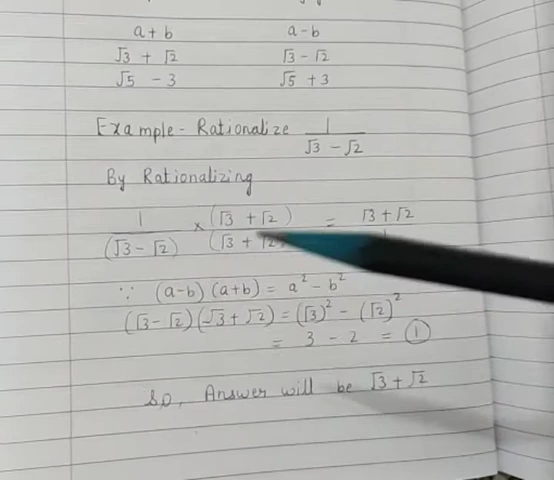 a + b a - b
√3 + √2 √3 - √2
√5 - 3 √5 + 3
Example - Rationalize 1/(√3 - √2)
By Rationalizing
1/(√3 - √2) × (√3 + √2)/(√3 + √2) = √3 + √2/1
∵ (a-b) (a+b) = a² - b²
(√3 - √2) (√3 + √2) = (√3)² - (√2)²
= 3 - 2 = 1
So, Answer will be √3 + √2